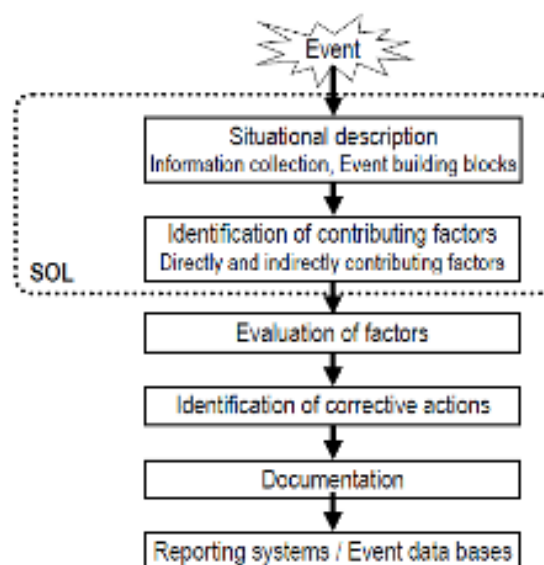 Event
Situational description
Information collection, Event building blocks
Identification of contributing factors
Directly and indirectly contributing factors
SOL
Evaluation of factors
Identification of corrective actions
Documentation
Reporting systems / Event data bases